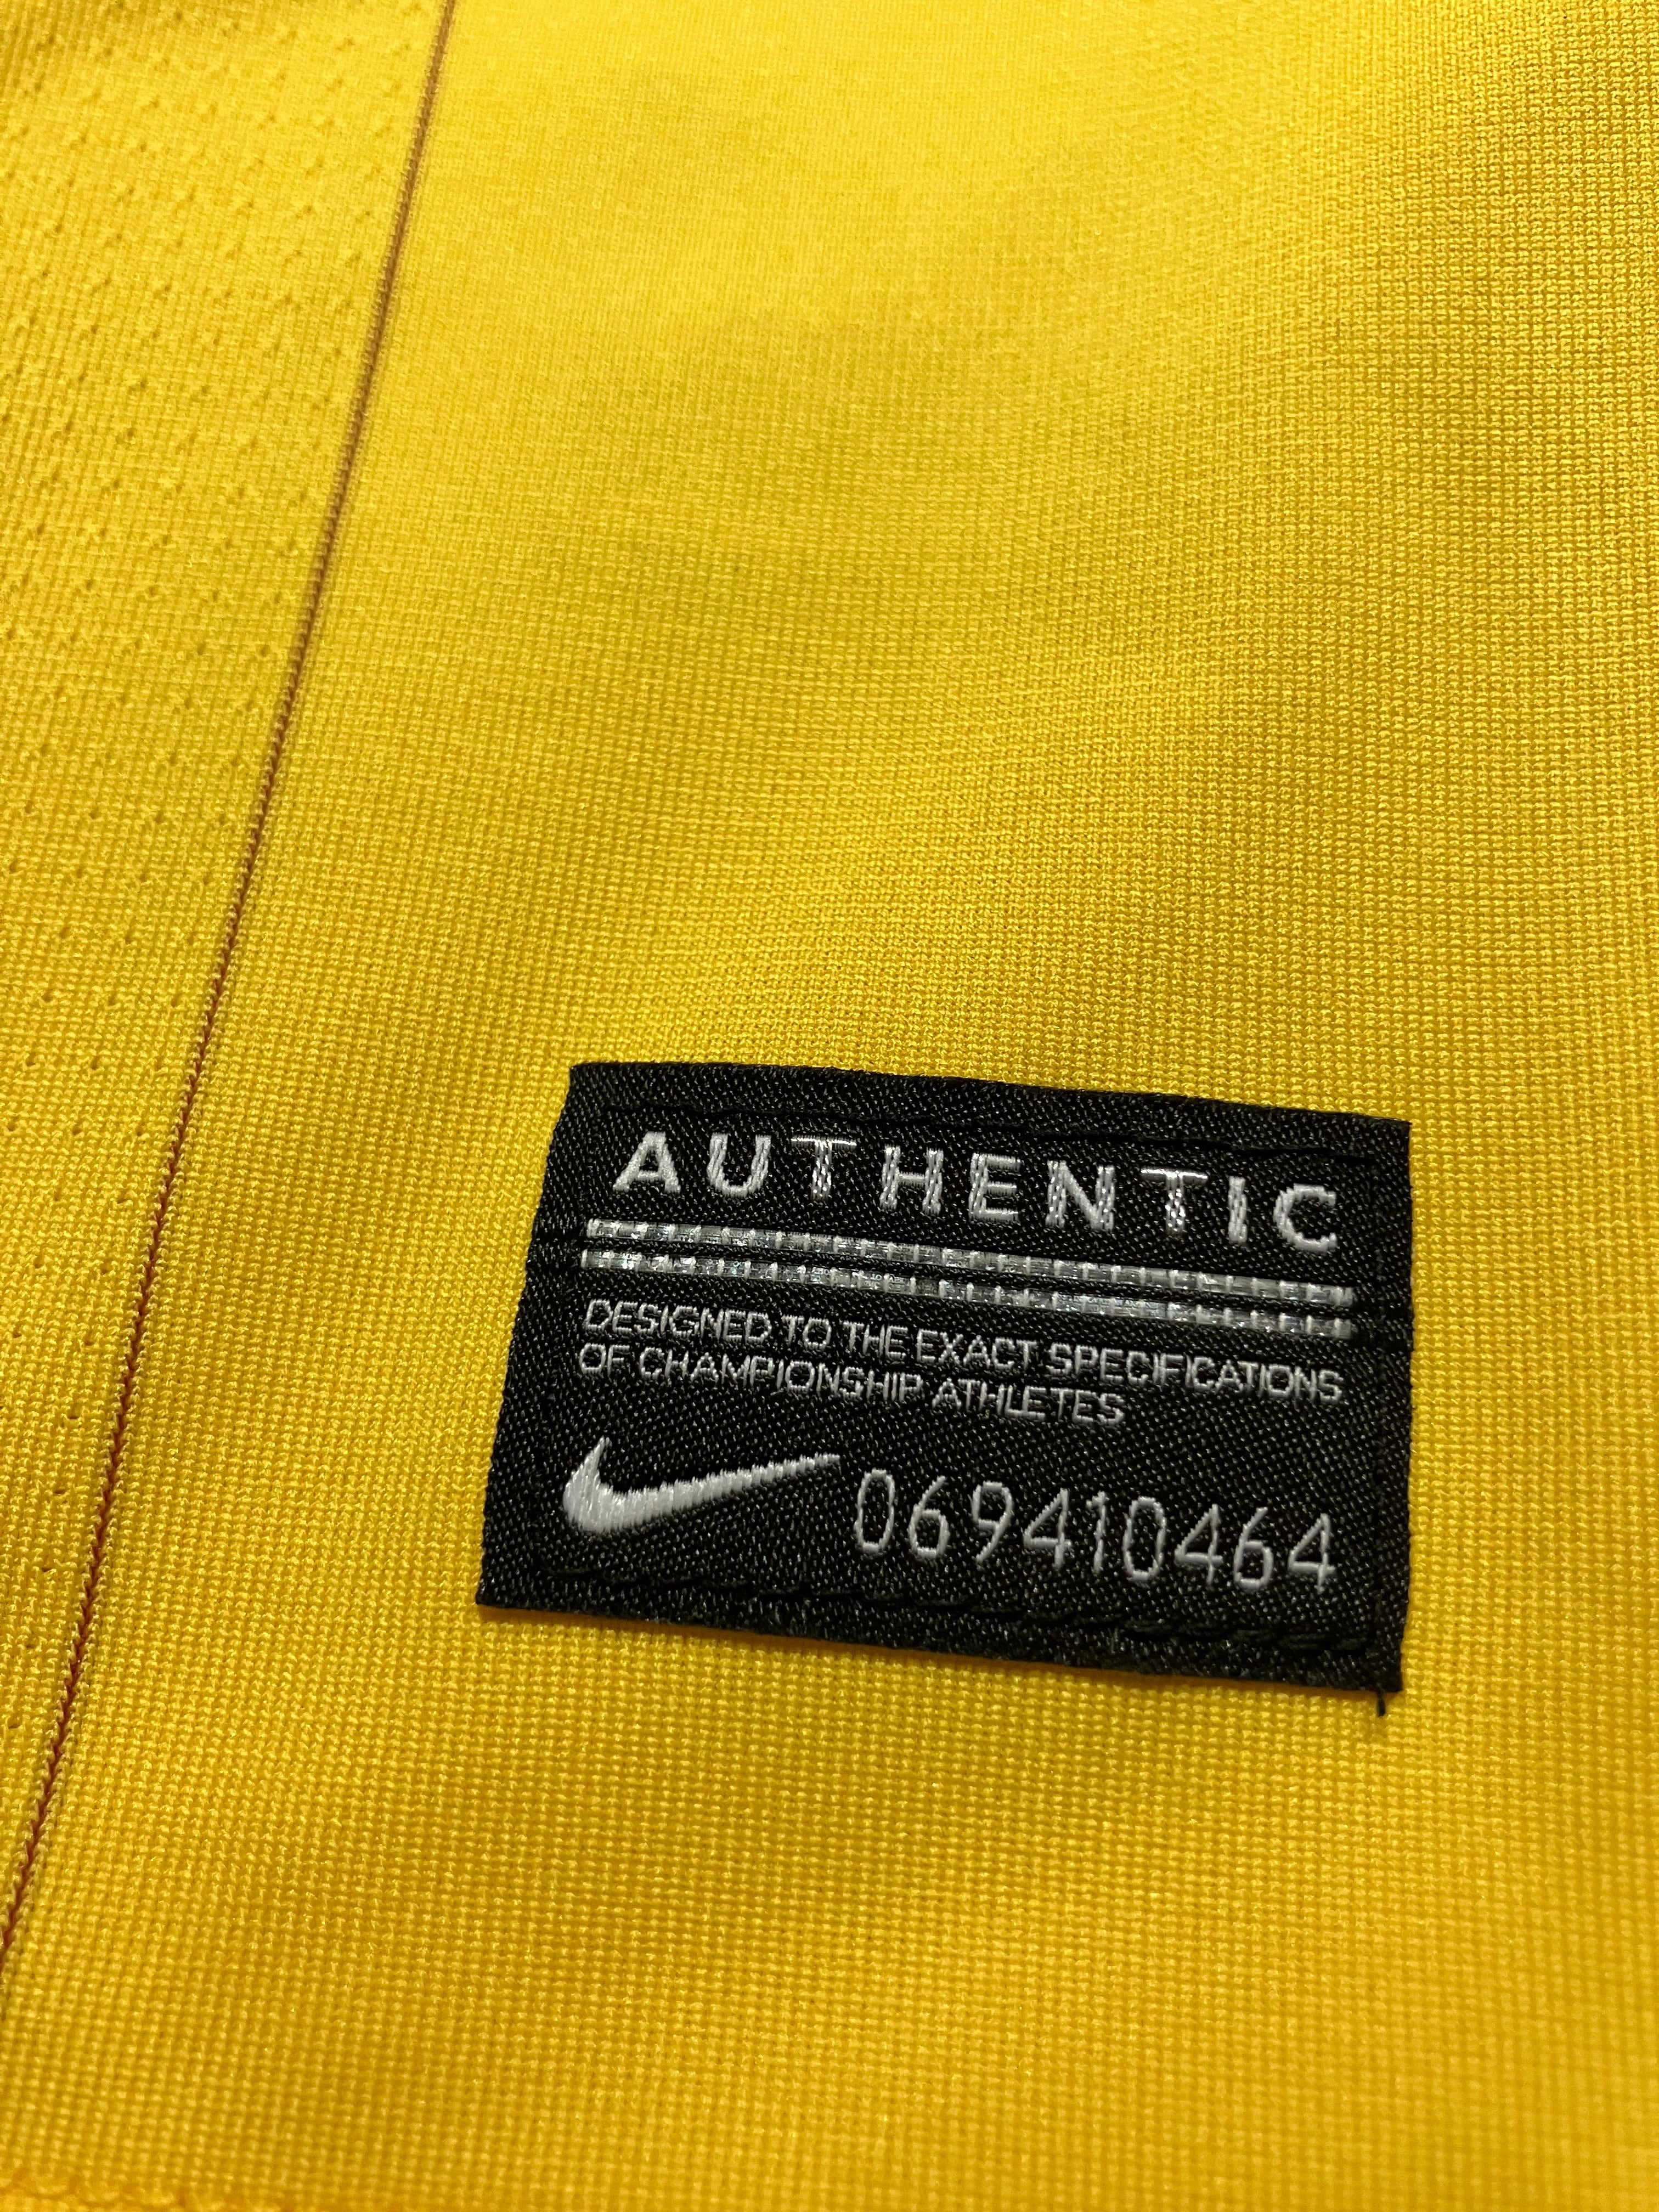 AUTHENTIC
DESIGNED TO THE EXACT SPECIFICATIONS
OF CHAMPIONSHIP ATHLETES
069410464